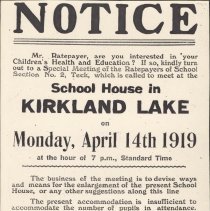 NOTICE
Mr. Ratepayer, are you interested in your
Children's Health and Education? If so, kindly turn
out to a Special Meeting of the Ratepayers of School
Section No. 2, Teck, which is called to meet at the
School House in
KIRKLAND LAKE
on
Monday, April 14th 1919
at the hour of 7 p.m., Standard Time
The business of the meeting is to devise ways
and means for the enlargement of the present School
House, or any other suggestions along this line
The present accommodation is insufficient to
accommodate the number of pupils in attendance.